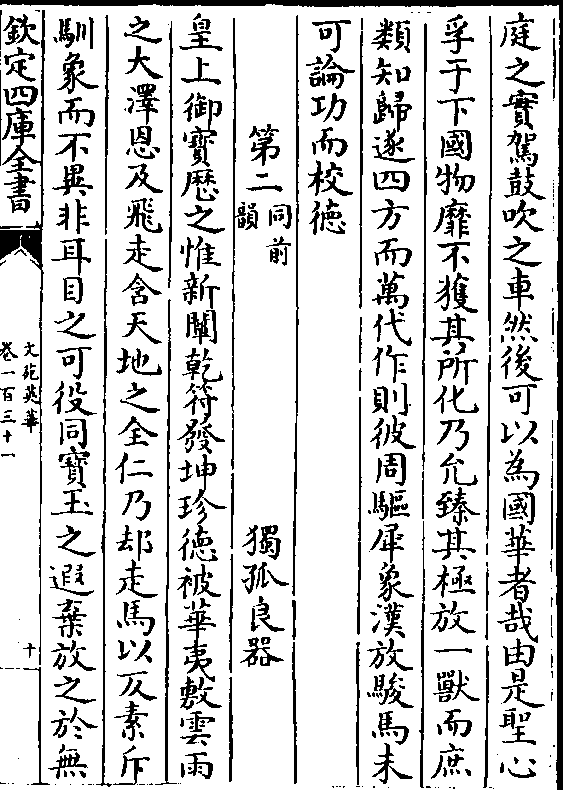 庭之實駕鼓吹之車然後可以為國華者哉由是聖心
孚于下國物靡不獲其所化乃允臻其極放一獸而庶
類知歸遂四方而萬代作則彼周驅犀象漢放駿馬未
可論功而校德
第二同前韻 獨孤良器
皇上御寳厯之惟新闡乾符發坤珍德被華夷敷雲雨
之大澤恩及飛走含天地之全仁乃却走馬以反素斥
馴象而不異非耳目之可役同寳玉之遐棄放之於無
欽定四庫全書
文苑英華
卷一百三十一
十